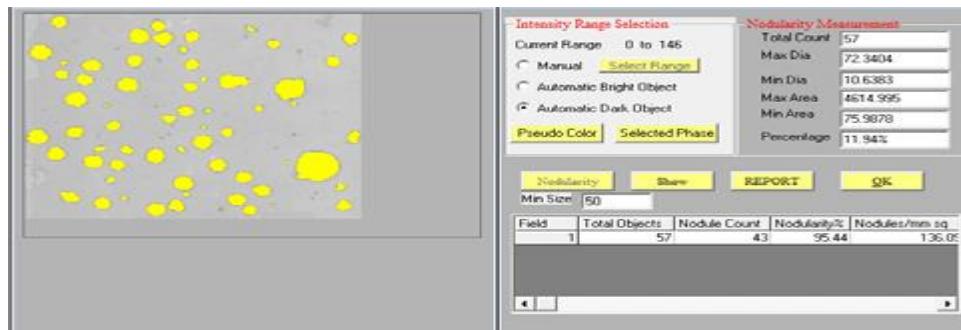 Intensity Range Selection
Current Range 0 to 146
Manual Select Range
Automatic Bright Object
Automatic Dark Object
Pseudo Color Selected Phase
Nodularity Measurement
Total Count 57
Max Dia 72.3404
Min Dia 10.6383
Max Area 4614.995
Min Area 75.9878
Percentage 11.94%
Nodularity Show REPORT OK
Min Size 50
Field Total Objects Nodule Count Nodularity% Nodules/mm sq
1 57 43 95.44 136.09